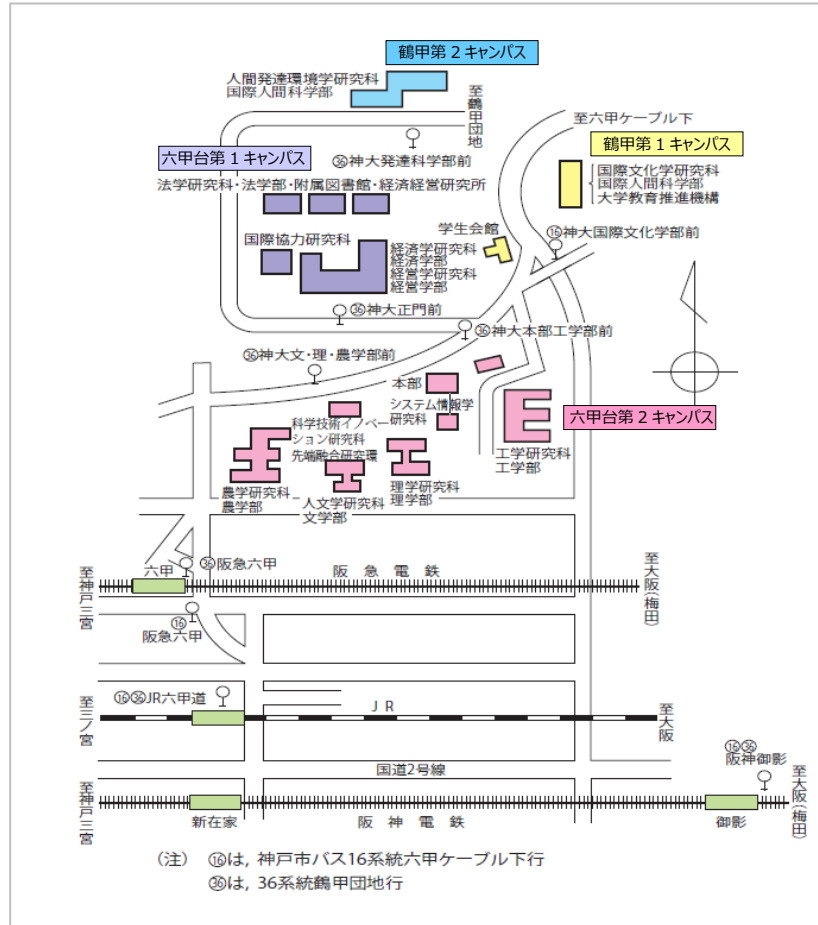 鶴甲第2キャンパス
人間発達環境学研究科
国際人間科学部
至鶴甲団地
至六甲ケーブル下
鶴甲第1キャンパス
㊱神大発達科学部前
六甲台第1キャンパス
国際文化学研究科
国際人間科学部
大学教育推進機構
法学研究科・法学部・附属図書館・経済経営研究所
学生会館
⑯神大国際文化学部前
国際協力研究科
経済学研究科
経済学部
経営学研究科
経営学部
㊱神大正門前
㊱神大本部工学部前
㊱神大文・理・農学部前
本部
システム情報学
研究科
六甲台第2キャンパス
科学技術イノベー
ション研究科
先端融合研究環
工学研究科
工学部
農学研究科
農学部
人文学研究科
文学部
理学研究科
理学部
六甲
㊱阪急六甲
阪急電鉄
至神戸三宮
至大阪(梅田)
⑯
阪急六甲
⑯㊱JR六甲道
JR
至三ノ宮
至大阪
国道2号線
⑯㊱
阪神御影
至神戸三宮
至大阪(梅田)
新在家
阪神電鉄
御影
(注) ⑯は, 神戸市バス16系統六甲ケーブル下行
㊱は, 36系統鶴甲団地行